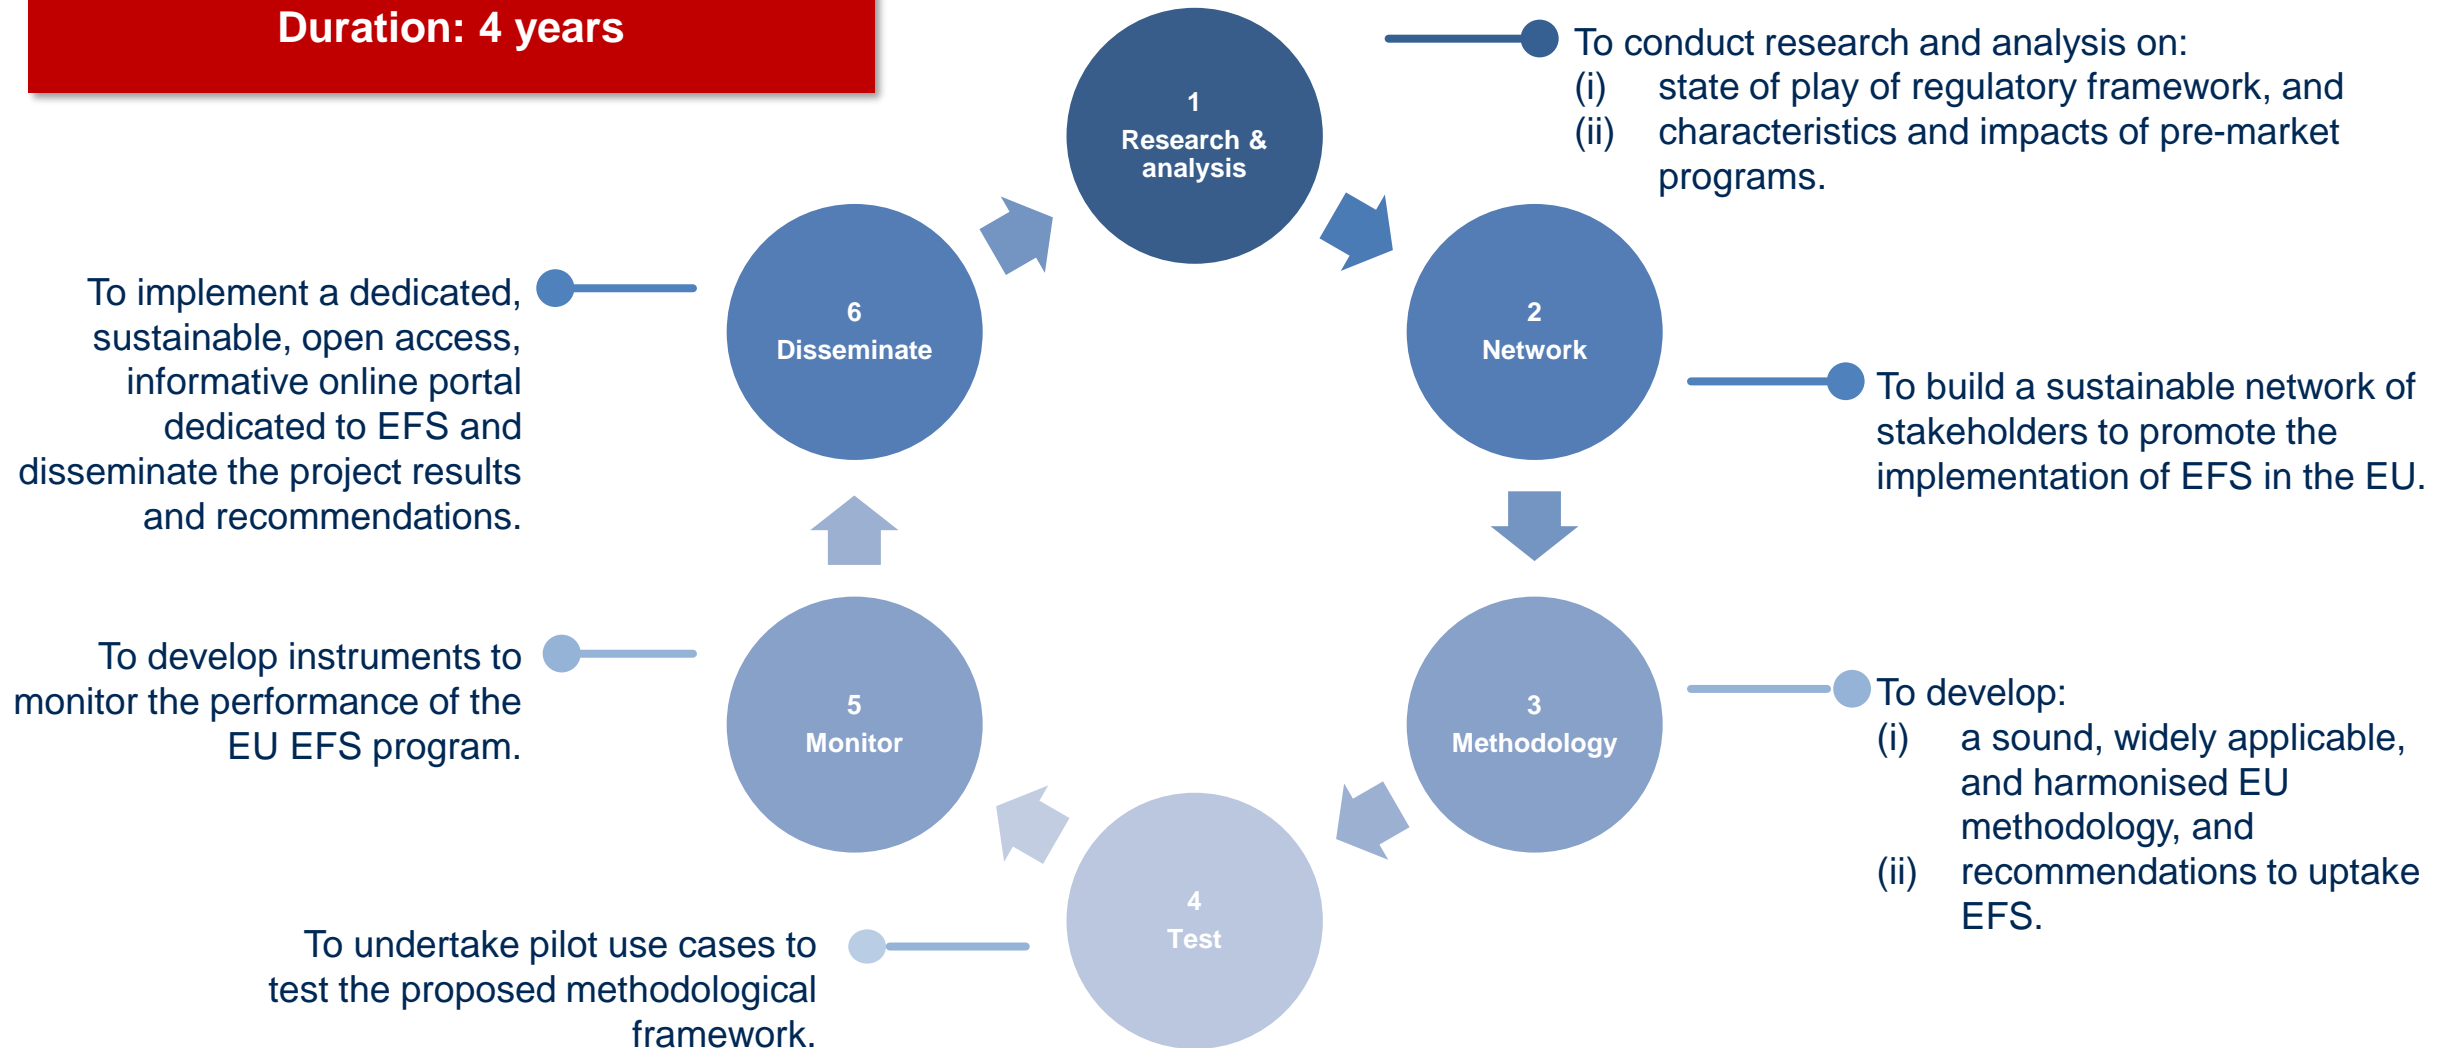 Duration: 4 years
1
Research &
analysis
To conduct research and analysis on:
(i) state of play of regulatory framework, and
(ii) characteristics and impacts of pre-market
programs.
2
Network
To build a sustainable network of
stakeholders to promote the
implementation of EFS in the EU.
3
Methodology
To develop:
(i) a sound, widely applicable,
and harmonised EU
methodology, and
(ii) recommendations to uptake
EFS.
4
Test
To undertake pilot use cases to
test the proposed methodological
framework.
5
Monitor
To develop instruments to
monitor the performance of the
EU EFS program.
6
Disseminate
To implement a dedicated,
sustainable, open access,
informative online portal
dedicated to EFS and
disseminate the project results
and recommendations.